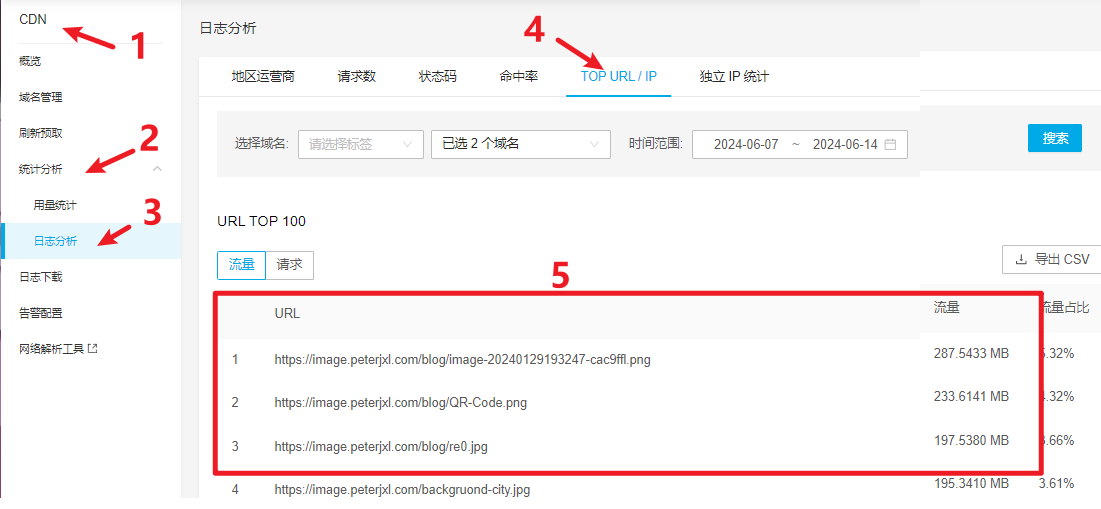 CDN
1
概览
域名管理
刷新预取
2
统计分析
用量统计
3
日志分析
日志下载
告警配置
网络解析工具
日志分析
4
地区运营商 请求数 状态码 命中率 TOP URL / IP 独立 IP 统计
选择域名: 请选择标签 已选 2 个域名 时间范围: 2024-06-07 ~ 2024-06-14 搜索
URL TOP 100
流量 请求 导出 CSV
5
URL 流量 流量占比
1 https://image.peterjxl.com/blog/image-20240129193247-cac9ffl.png 287.5433 MB 5.32%
2 https://image.peterjxl.com/blog/QR-Code.png 233.6141 MB 4.32%
3 https://image.peterjxl.com/blog/re0.jpg 197.5380 MB 3.66%
4 https://image.peterjxl.com/backgruond-city.jpg 195.3410 MB 3.61%